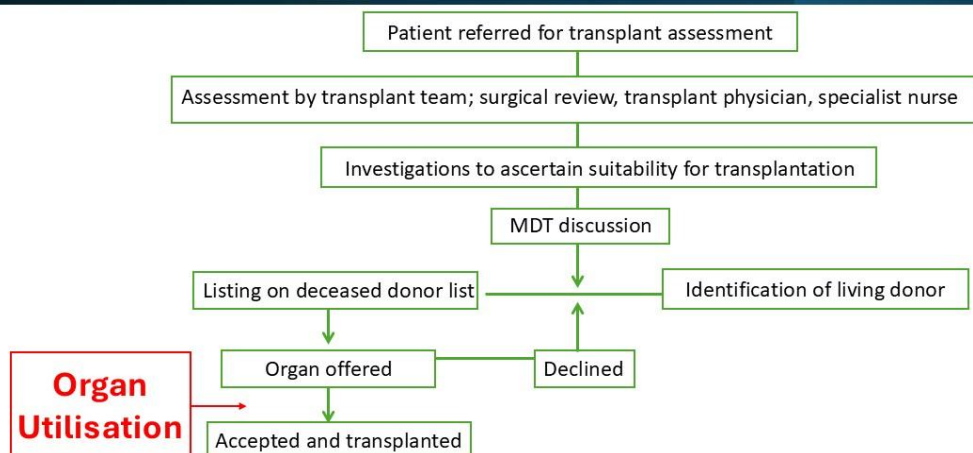 Patient referred for transplant assessment
Assessment by transplant team; surgical review, transplant physician, specialist nurse
Investigations to ascertain suitability for transplantation
MDT discussion
Listing on deceased donor list
Identification of living donor
Organ offered
Declined
Organ
Utilisation
Accepted and transplanted